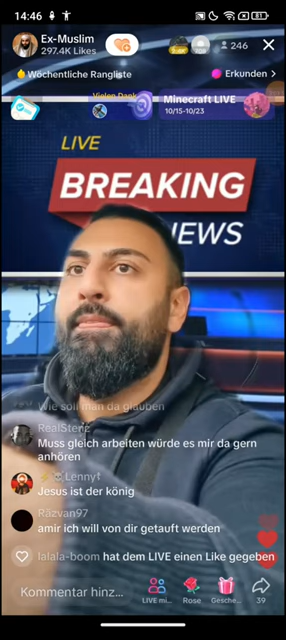 14:46
81
Ex-Muslim
297.4K Likes
246
Wöchentliche Rangliste
Erkunden >
Vielen Dank
Minecraft LIVE
10/15-10/23
LIVE
BREAKING
NEWS
Wie soll man da glauben
RealSterz
Muss gleich arbeiten würde es mir da gern
anhören
Lennyt
Jesus ist der könig
Răzvan97
amir ich will von dir getauft werden
lalala-boom hat dem LIVE einen Like gegeben
Kommentar hinz...
LIVE mi...
Rose
Gesche...
39